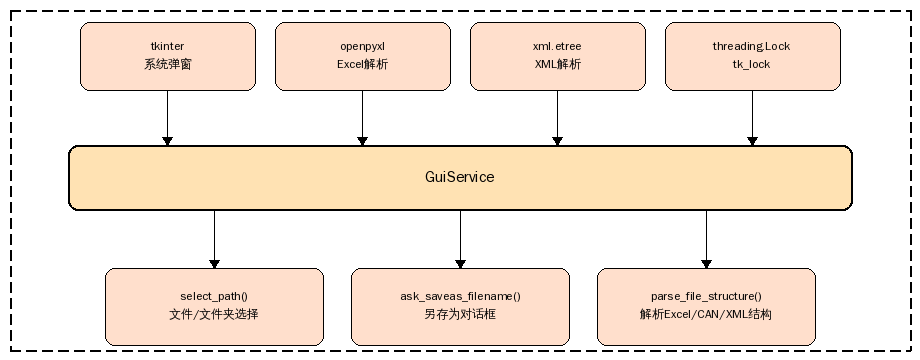 tkinter
系统弹窗
openpyxl
Excel解析
xml.etree
XML解析
threading.Lock
tk_lock
GuiService
select_path()
文件/文件夹选择
ask_saveas_filename()
另存为对话框
parse_file_structure()
解析Excel/CAN/XML结构